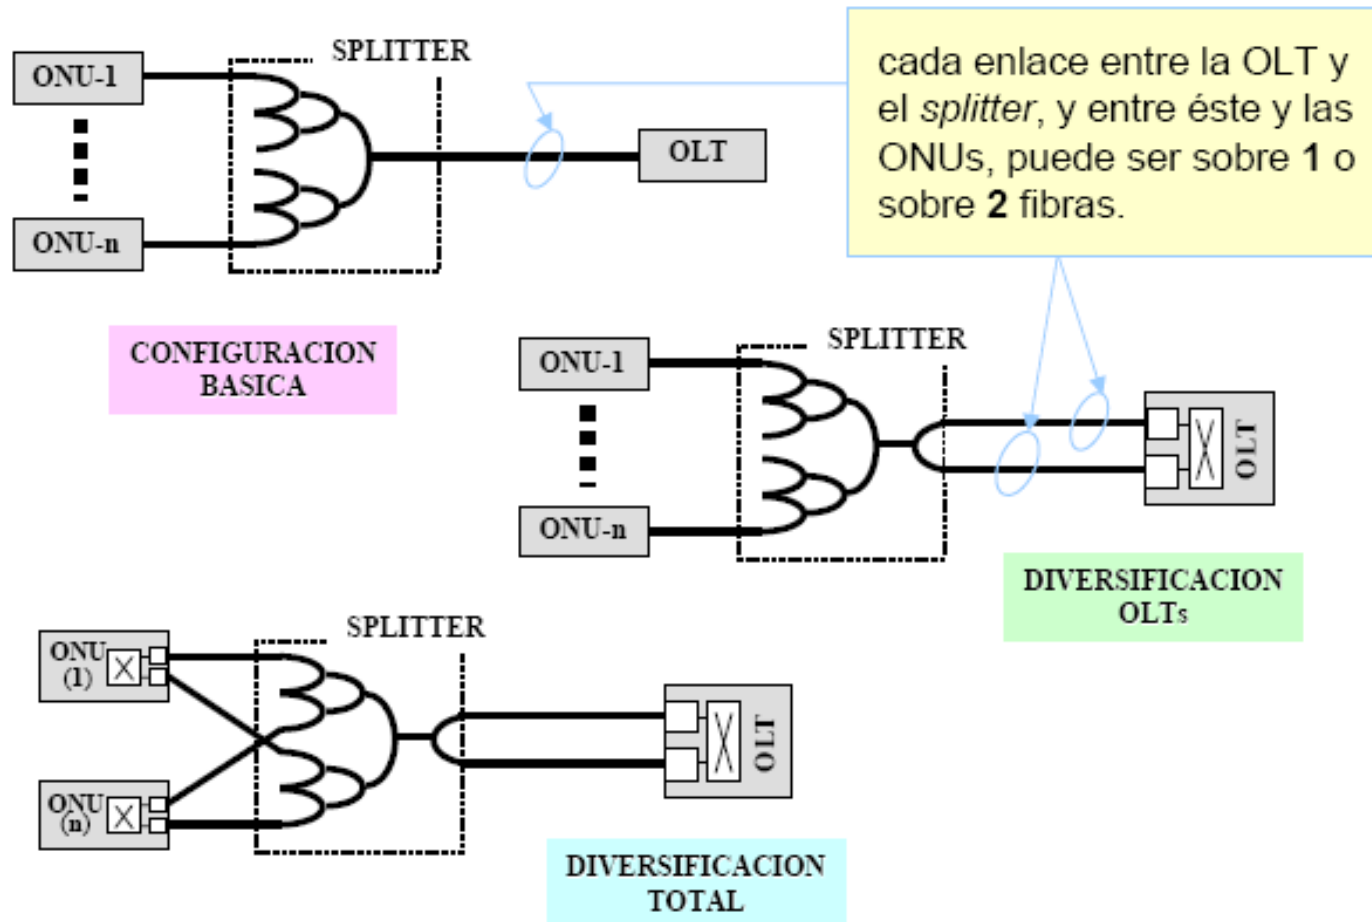 SPLITTER
ONU-1
OLT
ONU-n
cada enlace entre la OLT y
el splitter, y entre éste y las
ONUs, puede ser sobre 1 o
sobre 2 fibras.
CONFIGURACION
BASICA
SPLITTER
ONU-1
OLT
ONU-n
DIVERSIFICACION
OLTs
SPLITTER
ONU
(1)
OLT
ONU
(n)
DIVERSIFICACION
TOTAL